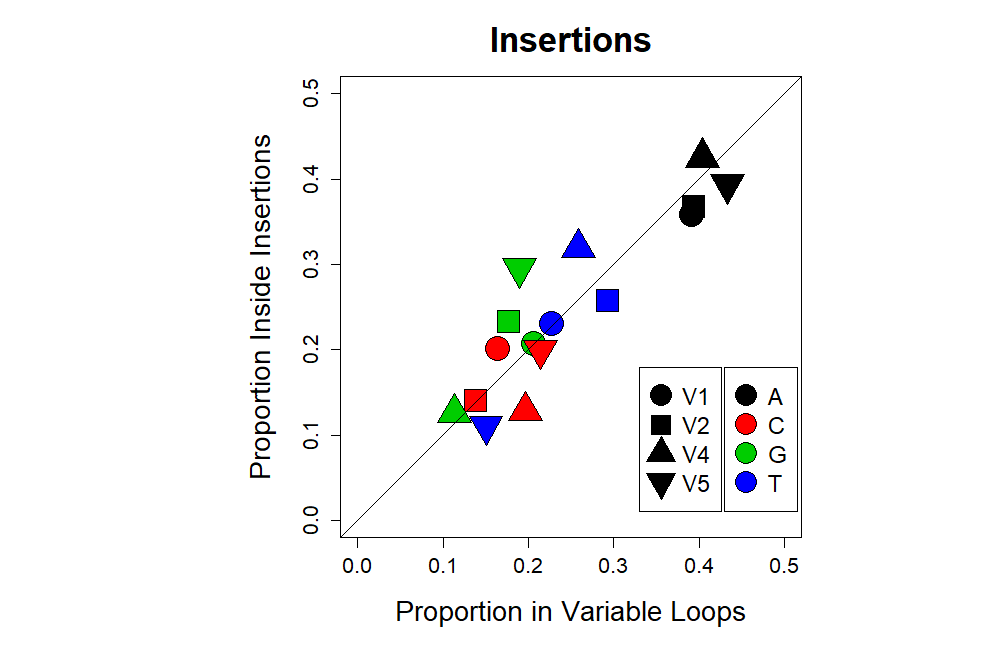 Insertions
Proportion Inside Insertions
0.5
0.4
0.3
0.2
0.1
0.0
V1
V2
V4
V5
A
C
G
T
0.0 0.1 0.2 0.3 0.4 0.5
Proportion in Variable Loops